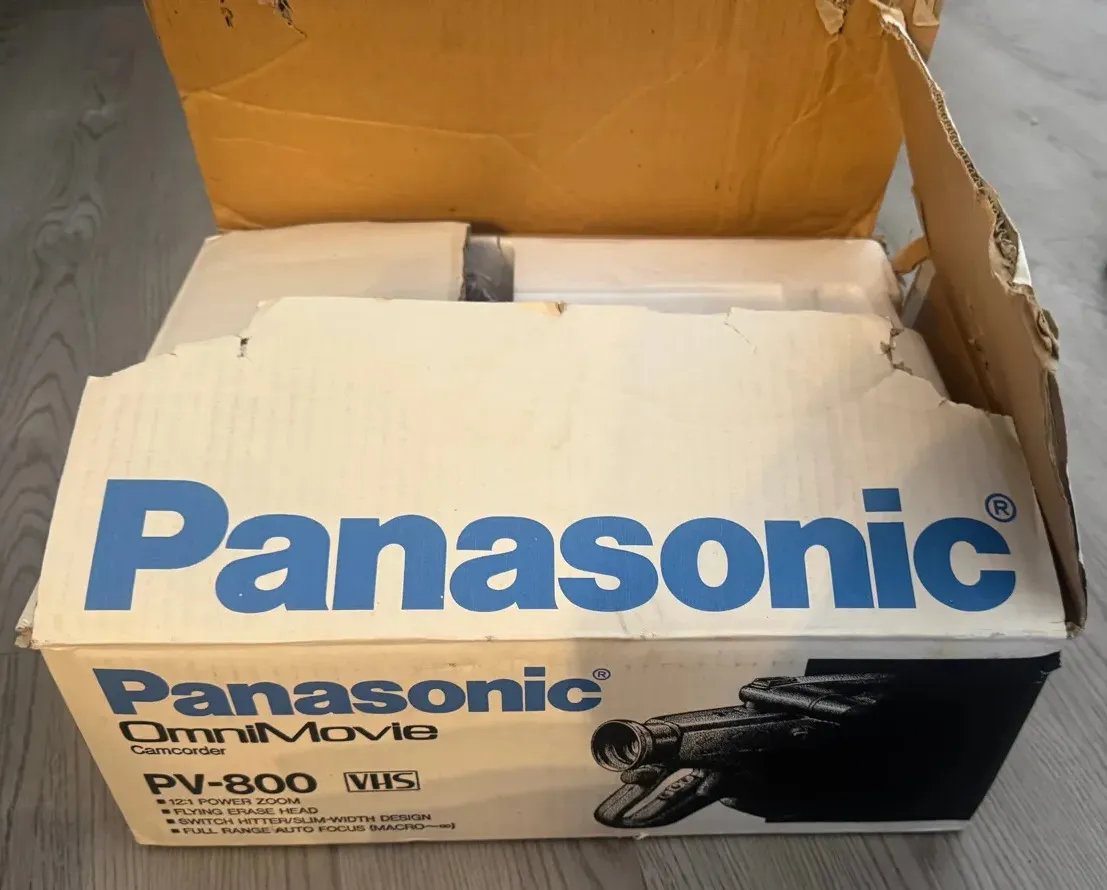 Panasonic®
Panasonic®
OmniMovie
Camcorder
PV-800 VHS
■ 12:1 POWER ZOOM
■ FLYING ERASE HEAD
■ SWITCH HITTER/SLIM-WIDTH DESIGN
■ FULL RANGE AUTO FOCUS (MACRO~∞)